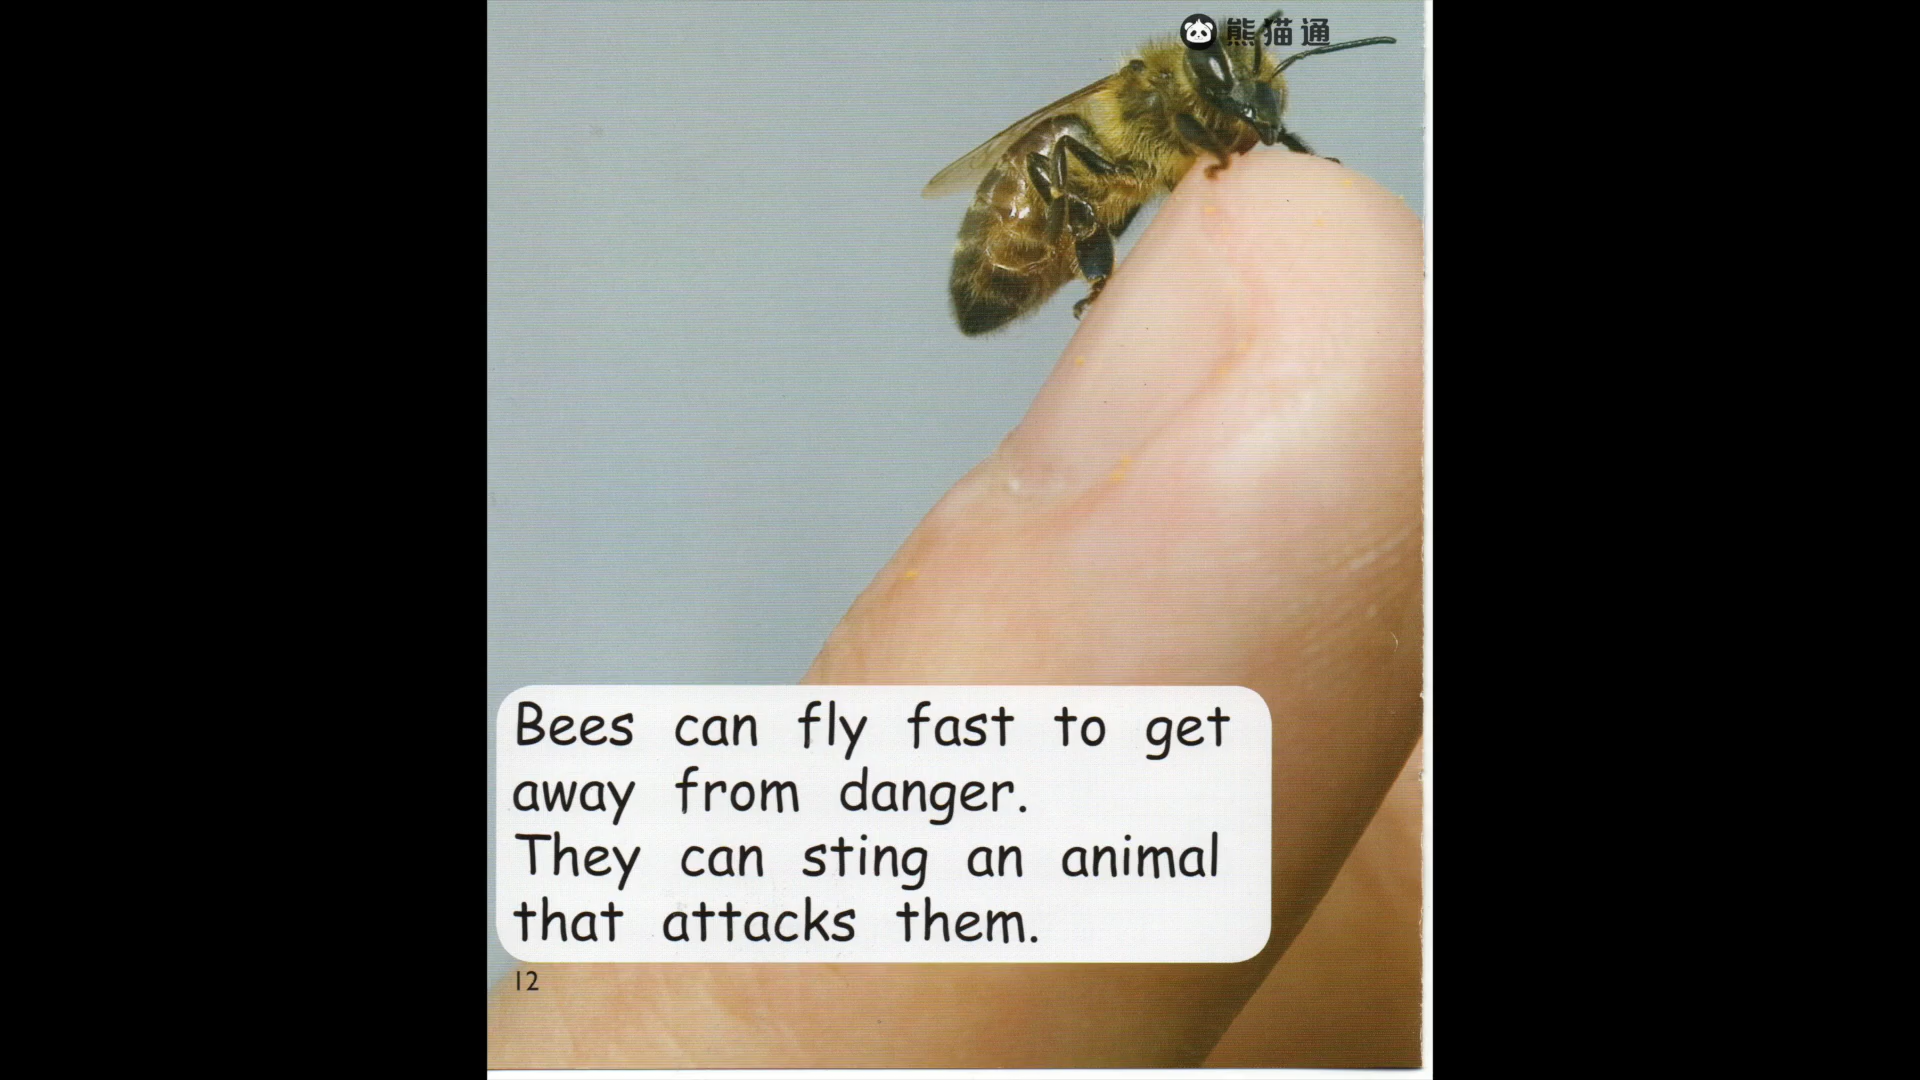 熊猫通
Bees can fly fast to get
away from danger.
They can sting an animal
that attacks them.
12